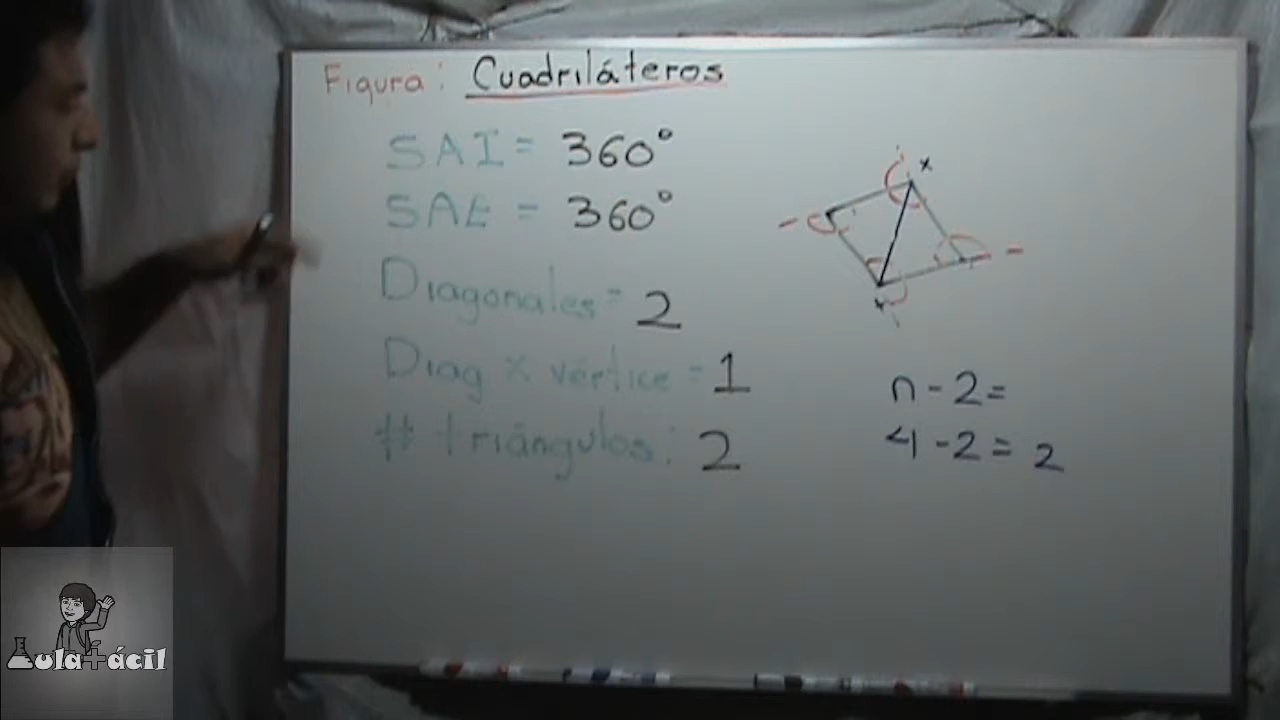 Figura: Cuadriláteros
SAI = 360°
SAE = 360°
Diagonales = 2
Diag x vértice = 1
# triángulos: 2
x
n - 2 =
4 - 2 = 2
Aula+ácil